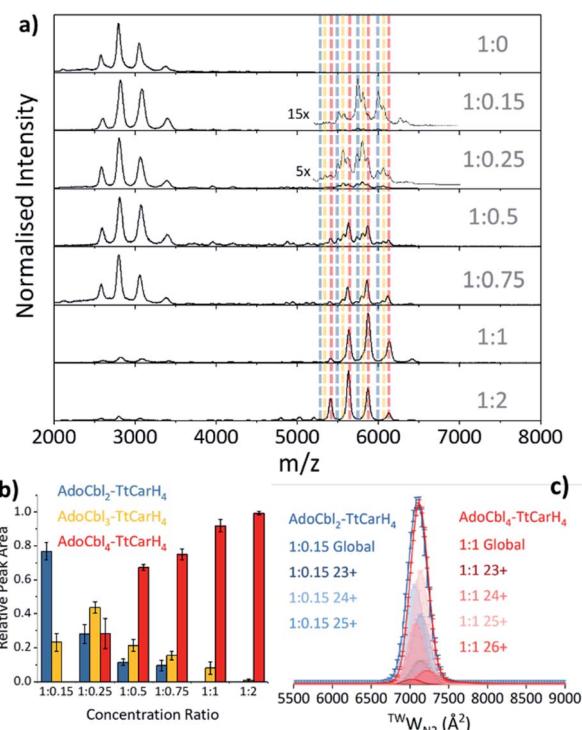 a)
Normalised Intensity
1:0
15x
1:0.15
5x
1:0.25
1:0.5
1:0.75
1:1
1:2
2000 3000 4000 5000 6000 7000 8000
m/z
b)
Relative Peak Area
1.0
0.8
0.6
0.4
0.2
0.0
AdoCbl₂-TtCarH₄
AdoCbl₃-TtCarH₄
AdoCbl₄-TtCarH₄
1:0.15 1:0.25 1:0.5 1:0.75 1:1 1:2
Concentration Ratio
c)
AdoCbl₂-TtCarH₄
1:0.15 Global
1:0.15 23+
1:0.15 24+
1:0.15 25+
AdoCbl₄-TtCarH₄
1:1 Global
1:1 23+
1:1 24+
1:1 25+
1:1 26+
5500 6000 6500 7000 7500 8000 8500 9000
(Å²)